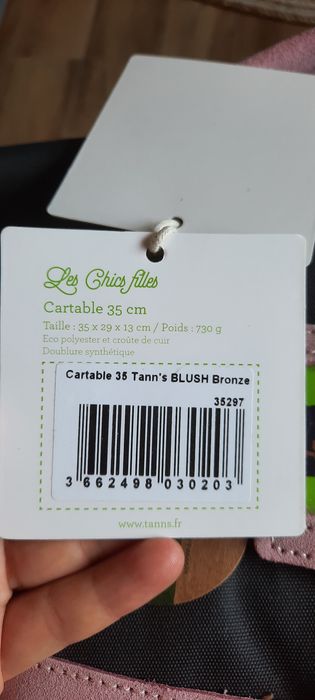 Les Chics filles
Cartable 35 cm
Taille : 35 x 29 x 13 cm / Poids : 730 g
Eco polyester et croûte de cuir
Doublure synthétique
Cartable 35 Tann's BLUSH Bronze
35297
3 662498 030203
www.tanns.fr